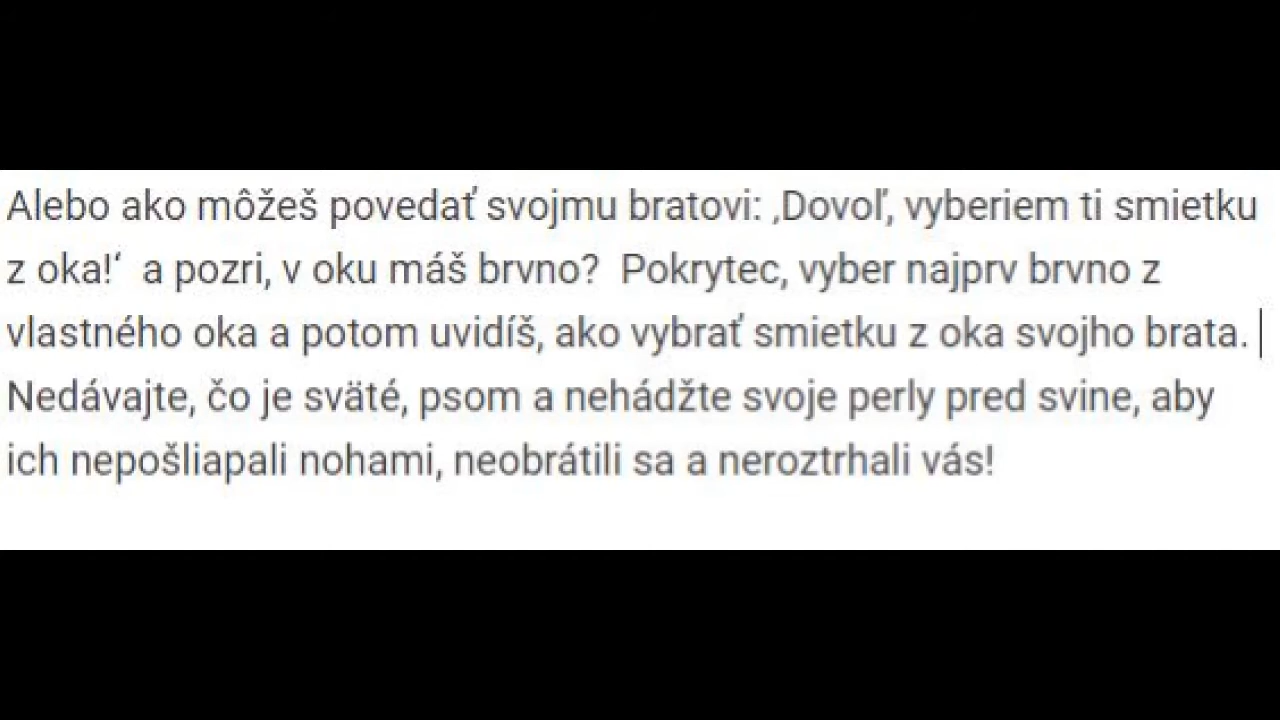 Alebo ako môžeš povedať svojmu bratovi: ‚Dovoľ, vyberiem ti smietku
z oka!‘  a pozri, v oku máš brvno?  Pokrytec, vyber najprv brvno z
vlastného oka a potom uvidíš, ako vybrať smietku z oka svojho brata.
Nedávajte, čo je sväté, psom a nehádžte svoje perly pred svine, aby
ich nepošliapali nohami, neobrátili sa a neroztrhali vás!